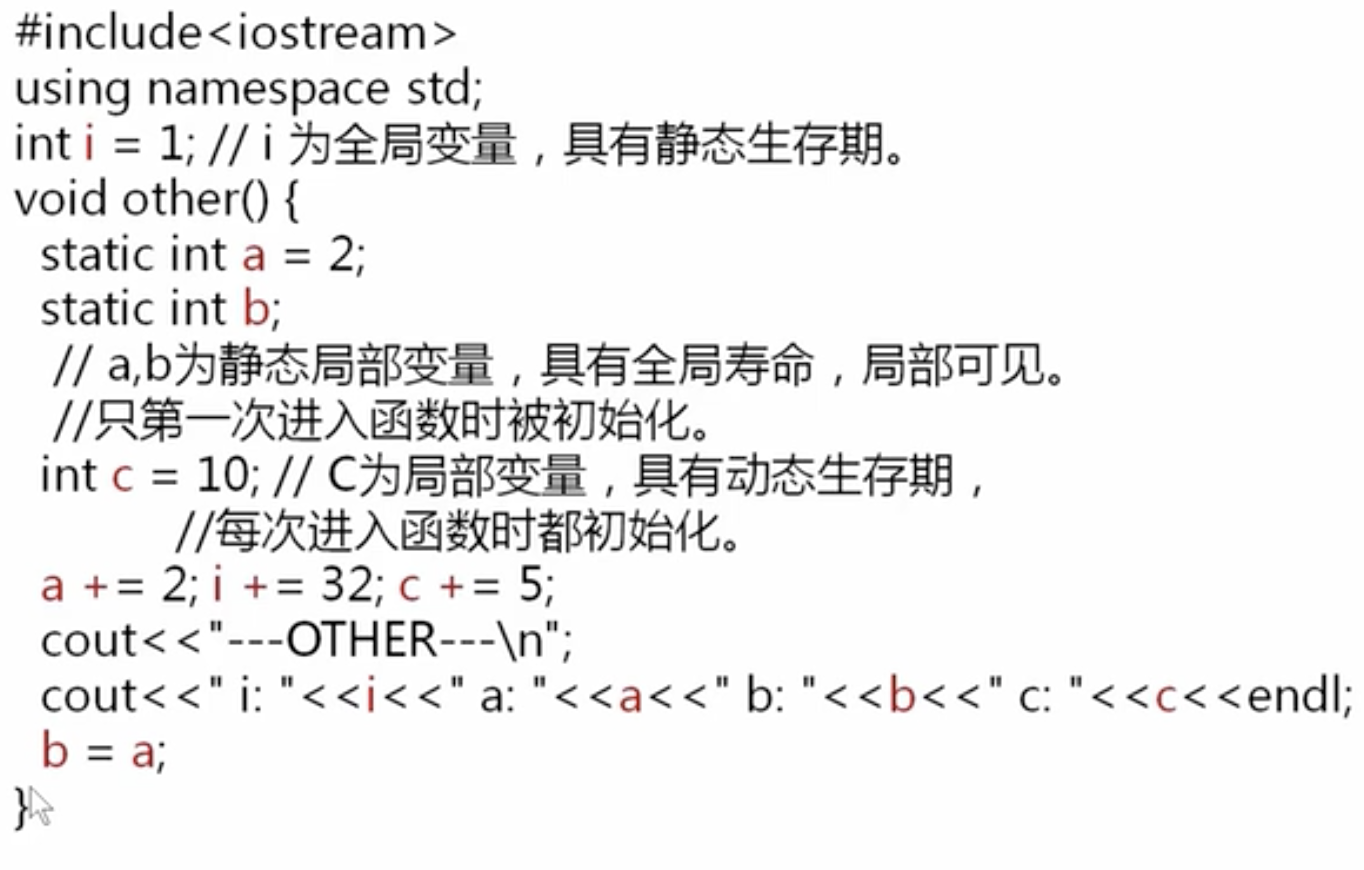 #include<iostream>
using namespace std;
int i = 1; // i 为全局变量，具有静态生存期。
void other() {
static int a = 2;
static int b;
// a,b为静态局部变量，具有全局寿命，局部可见。
//只第一次进入函数时被初始化。
int c = 10; // C为局部变量，具有动态生存期，
//每次进入函数时都初始化。
a += 2; i += 32; c += 5;
cout<<"---OTHER---\n";
cout<<" i: "<<i<<" a: "<<a<<" b: "<<b<<" c: "<<c<<endl;
b = a;
}